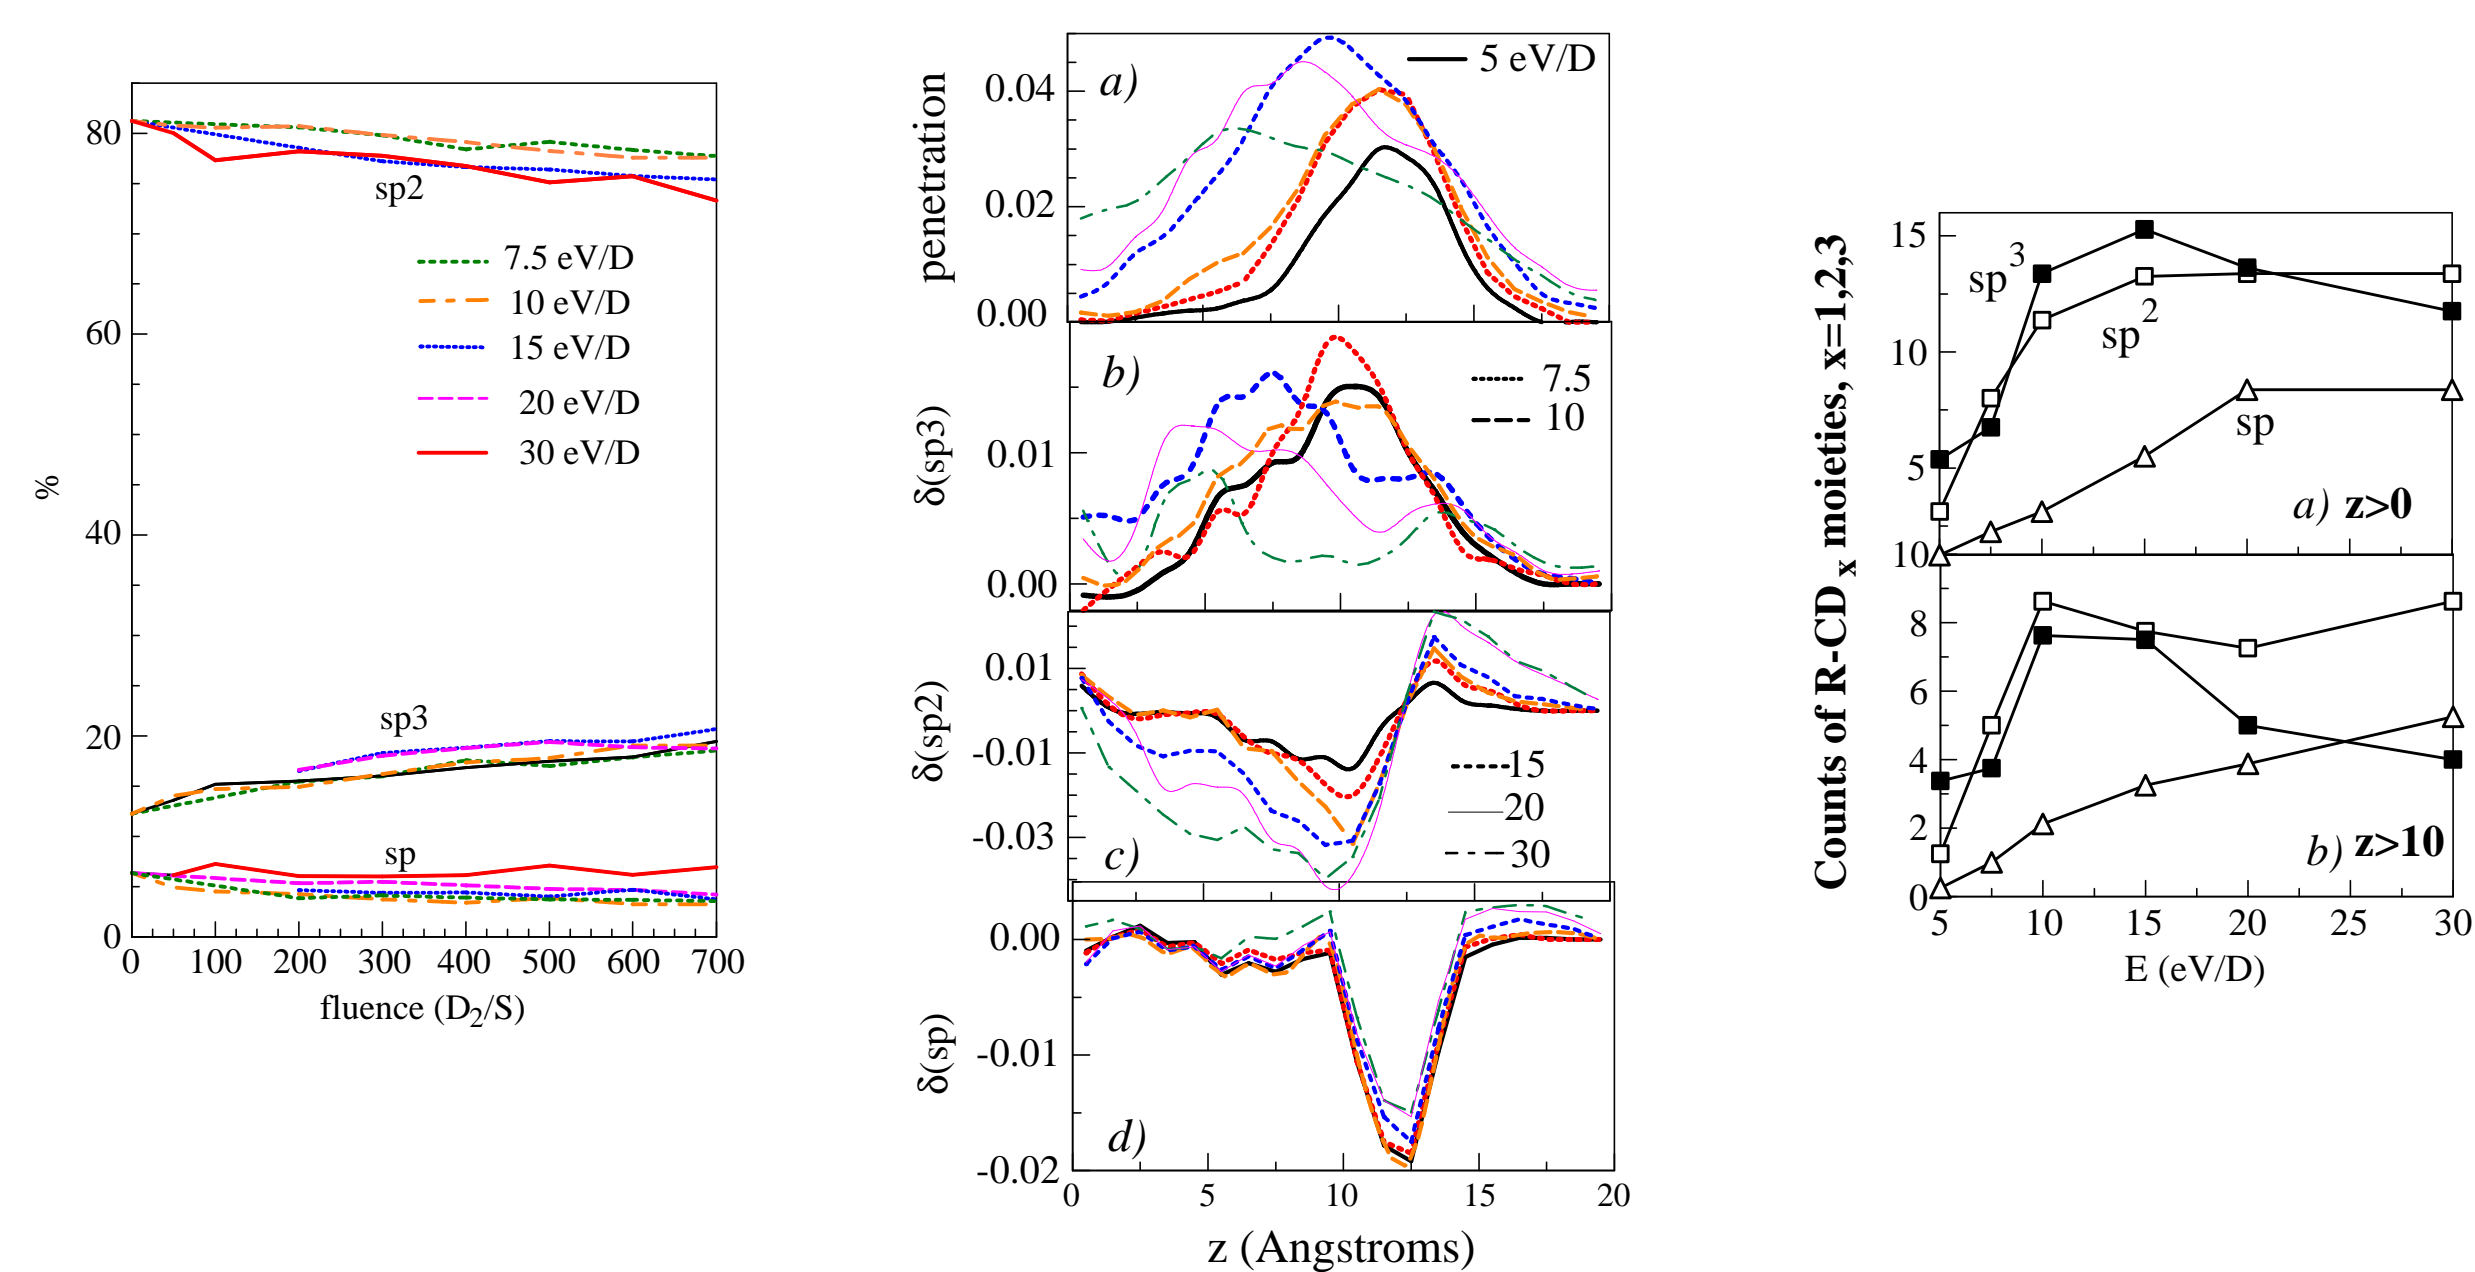 80
60
40
20
0
%
sp2
7.5 eV/D
10 eV/D
15 eV/D
20 eV/D
30 eV/D
sp3
sp
0 100 200 300 400 500 600 700
fluence (D2/S)
penetration
0.04
0.02
0.00
a)
5 eV/D
δ(sp3)
0.01
0.00
b)
7.5
10
δ(sp2)
0.01
-0.01
-0.03
c)
15
20
30
δ(sp)
0.00
-0.01
-0.02
d)
0 5 10 15 20
z (Angstroms)
Counts of R-CDx moieties, x=1,2,3
15
10
5
sp3
sp2
sp
a) z>0
10
8
6
4
2
0
b) z>10
5 10 15 20 25 30
E (eV/D)